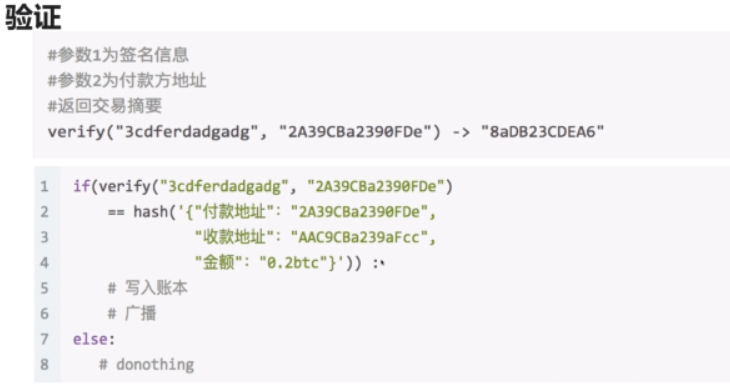 验证
#参数1为签名信息
#参数2为付款方地址
#返回交易摘要
verify("3cdferdadgadg", "2A39CBa2390FDe") -> "8aDB23CDEA6"
1 if(verify("3cdferdadgadg", "2A39CBa2390FDe")
2 == hash('{"付款地址": "2A39CBa2390FDe",
3 "收款地址": "AAC9CBa239aFcc",
4 "金额": "0.2btc"}')) :
5 # 写入账本
6 # 广播
7 else:
8 # donothing